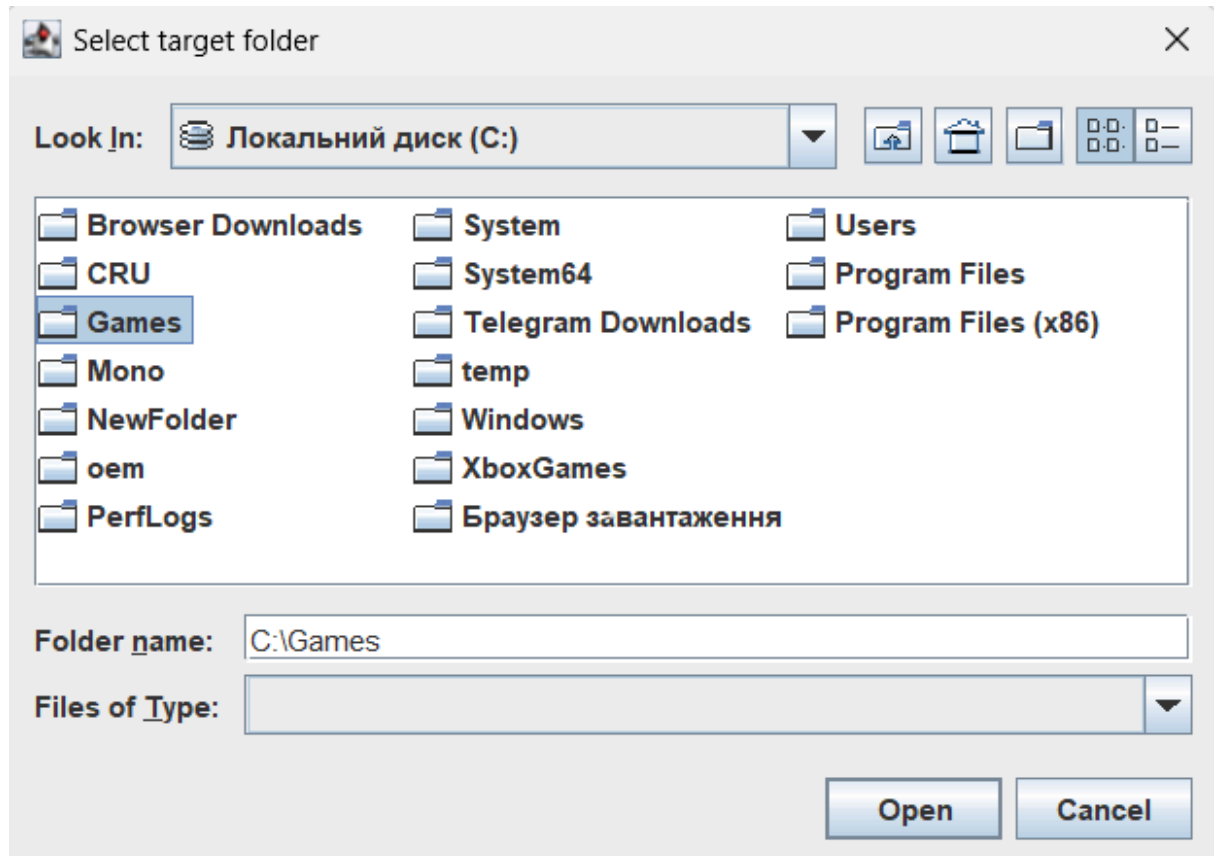 Select target folder
Look In: Локальний диск (C:)
Browser Downloads System Users
CRU System64 Program Files
Games Telegram Downloads Program Files (x86)
Mono temp
NewFolder Windows
oem XboxGames
PerfLogs Браузер завантаження
Folder name: C:\Games
Files of Type:
Open Cancel